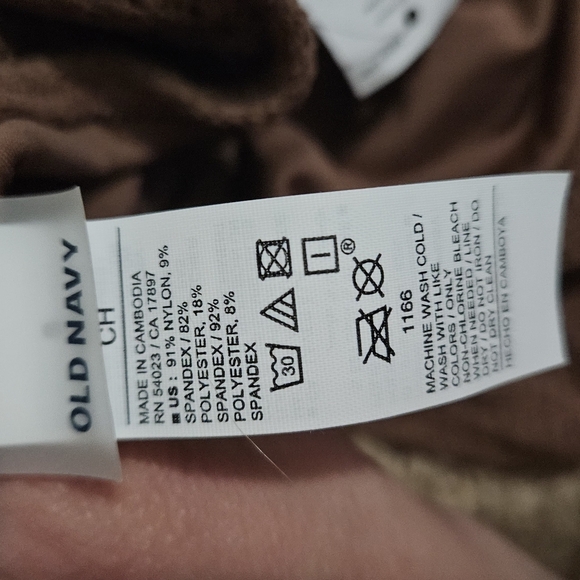 OLD NAVY
CH
MADE IN CAMBODIA
RN 54023 / CA 17897
US : 91% NYLON, 9%
SPANDEX / 82%
POLYESTER, 18%
SPANDEX / 92%
POLYESTER, 8%
SPANDEX
30
®
1166
MACHINE WASH COLD /
WASH WITH LIKE
COLORS / ONLY
NON-CHLORINE BLEACH
WHEN NEEDED / LINE
DRY / DO NOT IRON / DO
NOT DRY CLEAN
HECHO EN CAMBOYA